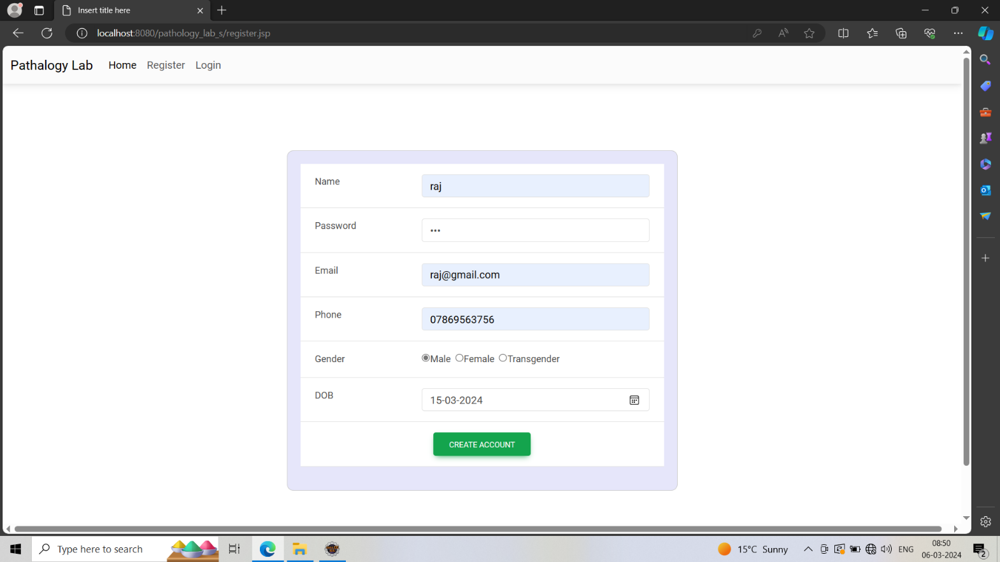 Insert title here
localhost:8080/pathology_lab_s/register.jsp
Pathalogy Lab Home Register Login
Name raj
Password •••
Email raj@gmail.com
Phone 07869563756
Gender Male Female Transgender
DOB 15-03-2024
CREATE ACCOUNT
Type here to search
15°C Sunny
ENG
08:50
06-03-2024
2